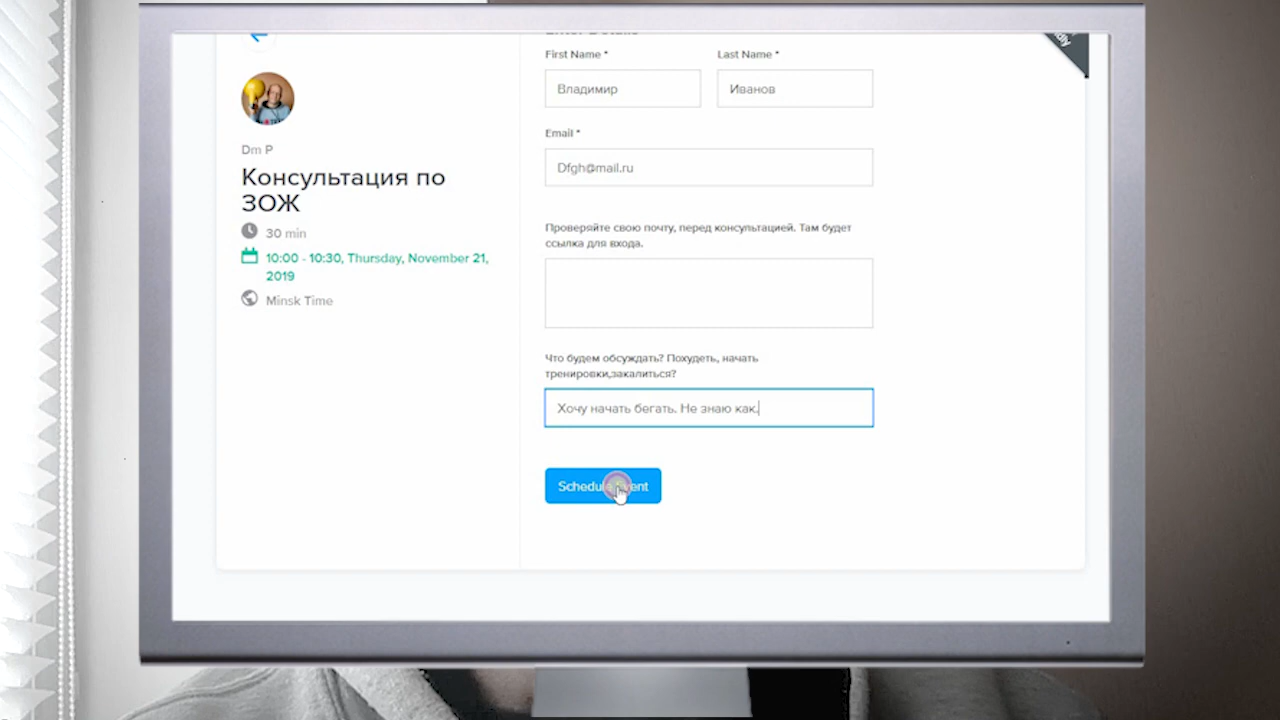 First Name *
Last Name *
Владимир
Иванов
Email *
Dfgh@mail.ru
Dm P
Консультация по
ЗОЖ
30 min
10:00 - 10:30, Thursday, November 21,
2019
Minsk Time
Проверяйте свою почту, перед консультацией. Там будет
ссылка для входа.
Что будем обсуждать? Похудеть, начать
тренировки,закалиться?
Хочу начать бегать. Не знаю как.
Schedule Event